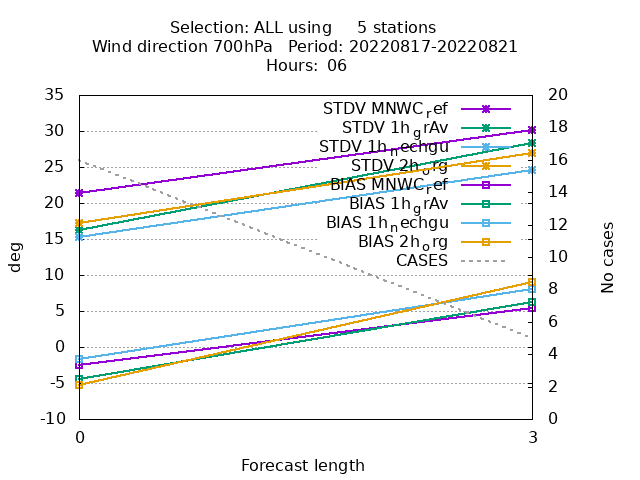 Selection: ALL using 5 stations
Wind direction 700hPa Period: 20220817-20220821
Hours: 06
35
30
25
20
15
10
5
0
-5
-10
20
18
16
14
12
10
8
6
4
2
0
deg
No cases
STDV MNWC_ref
STDV 1h_grAv
STDV 1h_nechgu
STDV 2h_org
BIAS MNWC_ref
BIAS 1h_grAv
BIAS 1h_nechgu
BIAS 2h_org
CASES
0
3
Forecast length